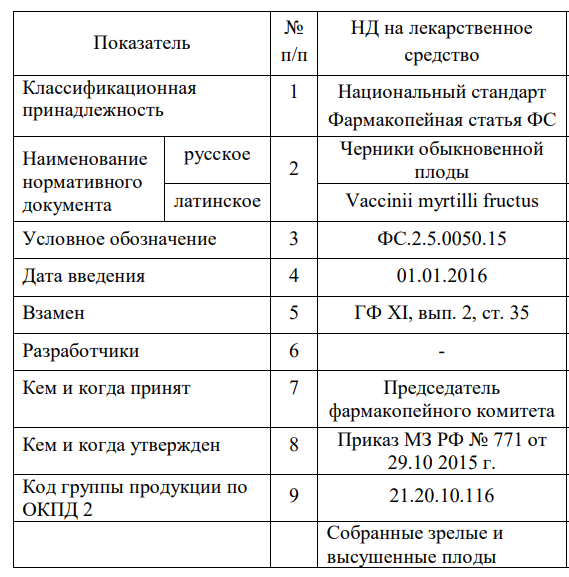 Показатель
№
п/п
НД на лекарственное
средство
Классификационная
принадлежность
1
Национальный стандарт
Фармакопейная статья ФС
Наименование
нормативного
документа
русское
латинское
2
Черники обыкновенной
плоды
Vaccinii myrtilli fructus
Условное обозначение
3
ФС.2.5.0050.15
Дата введения
4
01.01.2016
Взамен
5
ГФ XI, вып. 2, ст. 35
Разработчики
6
-
Кем и когда принят
7
Председатель
фармакопейного комитета
Кем и когда утвержден
8
Приказ МЗ РФ № 771 от
29.10 2015 г.
Код группы продукции по
ОКПД 2
9
21.20.10.116
Собранные зрелые и
высушенные плоды